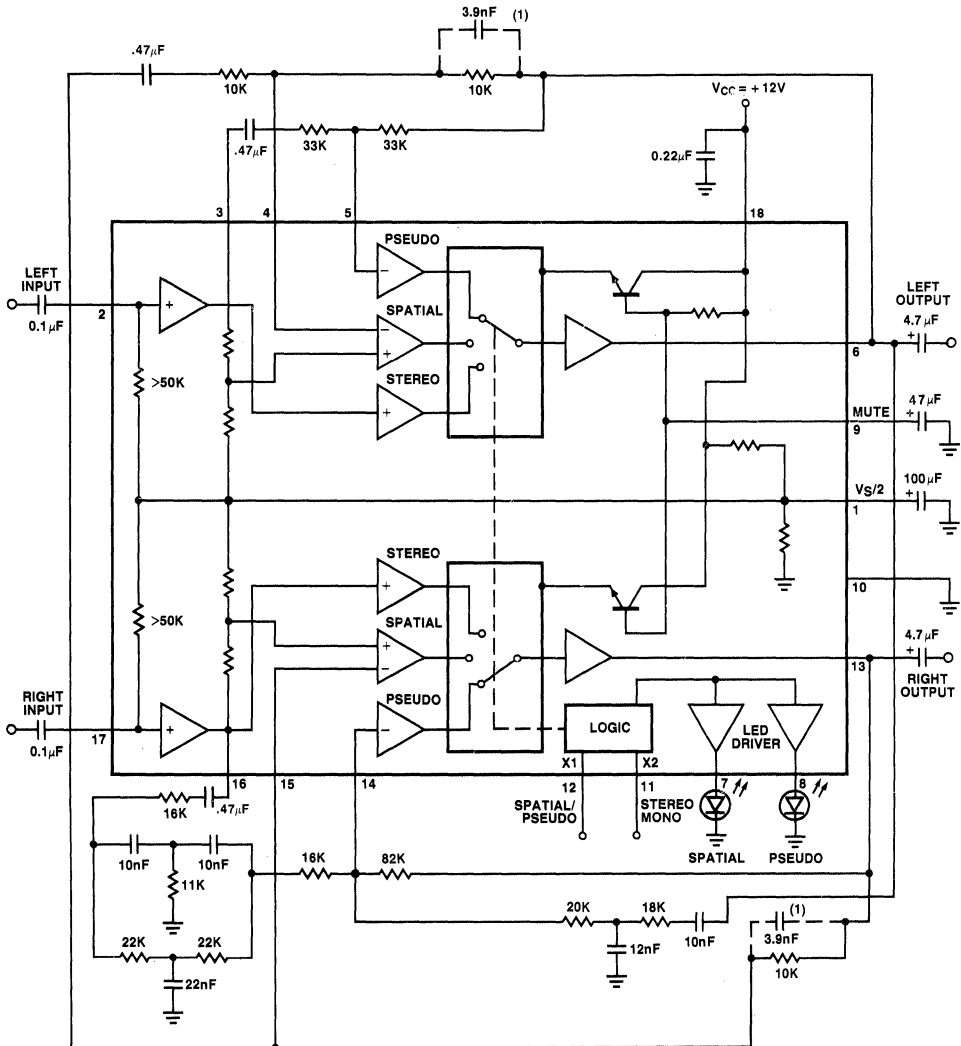 3.9nF
(1)
.47µF
10K
10K
VCC = +12V
.47µF
33K
33K
0.22µF
3
4
5
18
PSEUDO
LEFT
INPUT
2
0.1µF
SPATIAL
LEFT
OUTPUT
4.7µF
6
>50K
STEREO
MUTE
9
47µF
VS/2
1
100µF
STEREO
10
>50K
SPATIAL
4.7µF
13
RIGHT
OUTPUT
PSEUDO
RIGHT
INPUT
17
0.1µF
LOGIC
LED
DRIVER
X1
X2
16
15
14
12
11
7
8
SPATIAL/
PSEUDO
STEREO
MONO
SPATIAL
PSEUDO
16K
.47µF
10nF
10nF
11K
16K
82K
22K
22K
22nF
20K
18K
12nF
10nF
(1)
3.9nF
10K